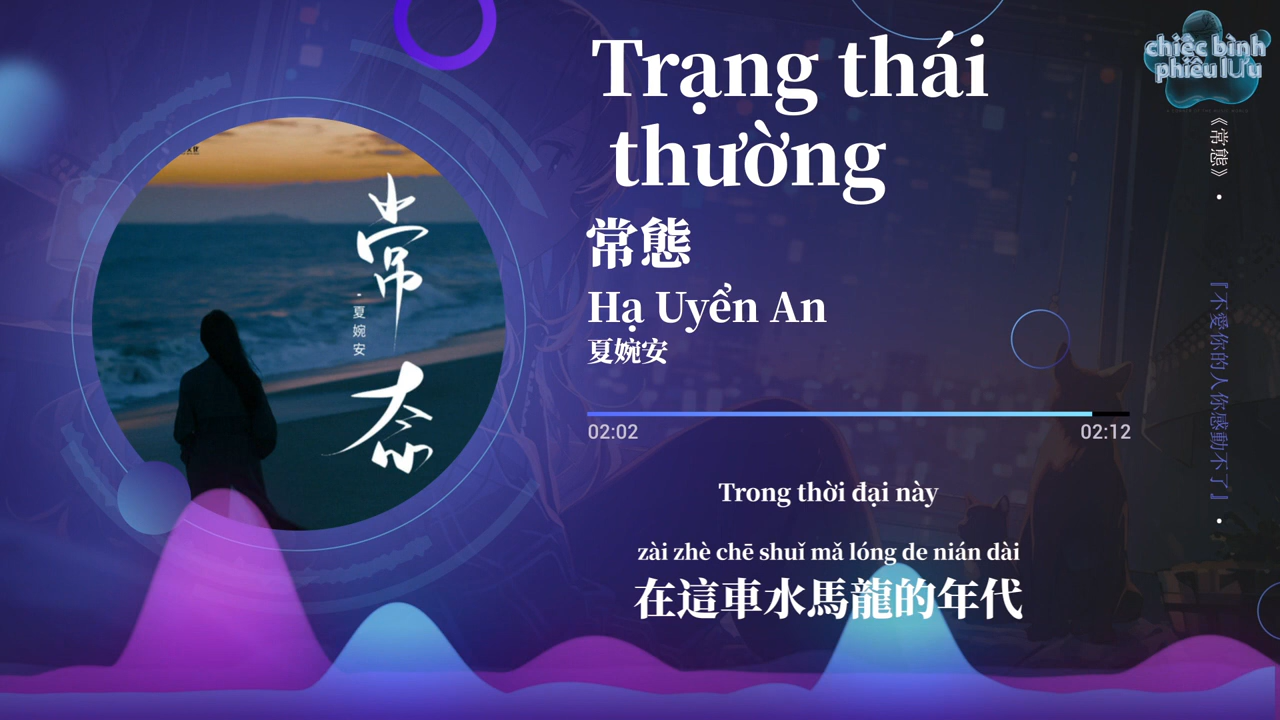 Trạng thái
thường
常態
Hạ Uyển An
夏婉安
02:02
02:12
Trong thời đại này
zài zhè chē shuǐ mǎ lóng de nián dài
在這車水馬龍的年代
常态
-夏婉安
chiếc bình
phiêu lưu
《常態》 • 『不愛你的人你感動不了』 •